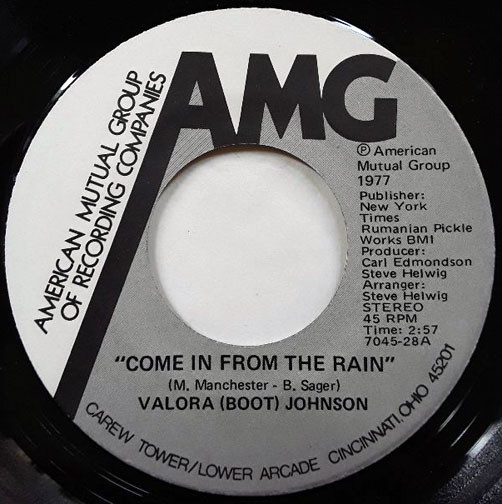 AMG
AMERICAN MUTUAL GROUP
OF RECORDING COMPANIES
Ⓟ American
Mutual Group
1977
Publisher:
New York
Times
Rumanian Pickle
Works BMI
Producer:
Carl Edmondson
Steve Helwig
Arranger:
Steve Helwig
STEREO
45 RPM
Time: 2:57
7045-28A
"COME IN FROM THE RAIN"
(M. Manchester - B. Sager)
VALORA (BOOT) JOHNSON
CAREW TOWER/LOWER ARCADE CINCINNATI, OHIO 45201